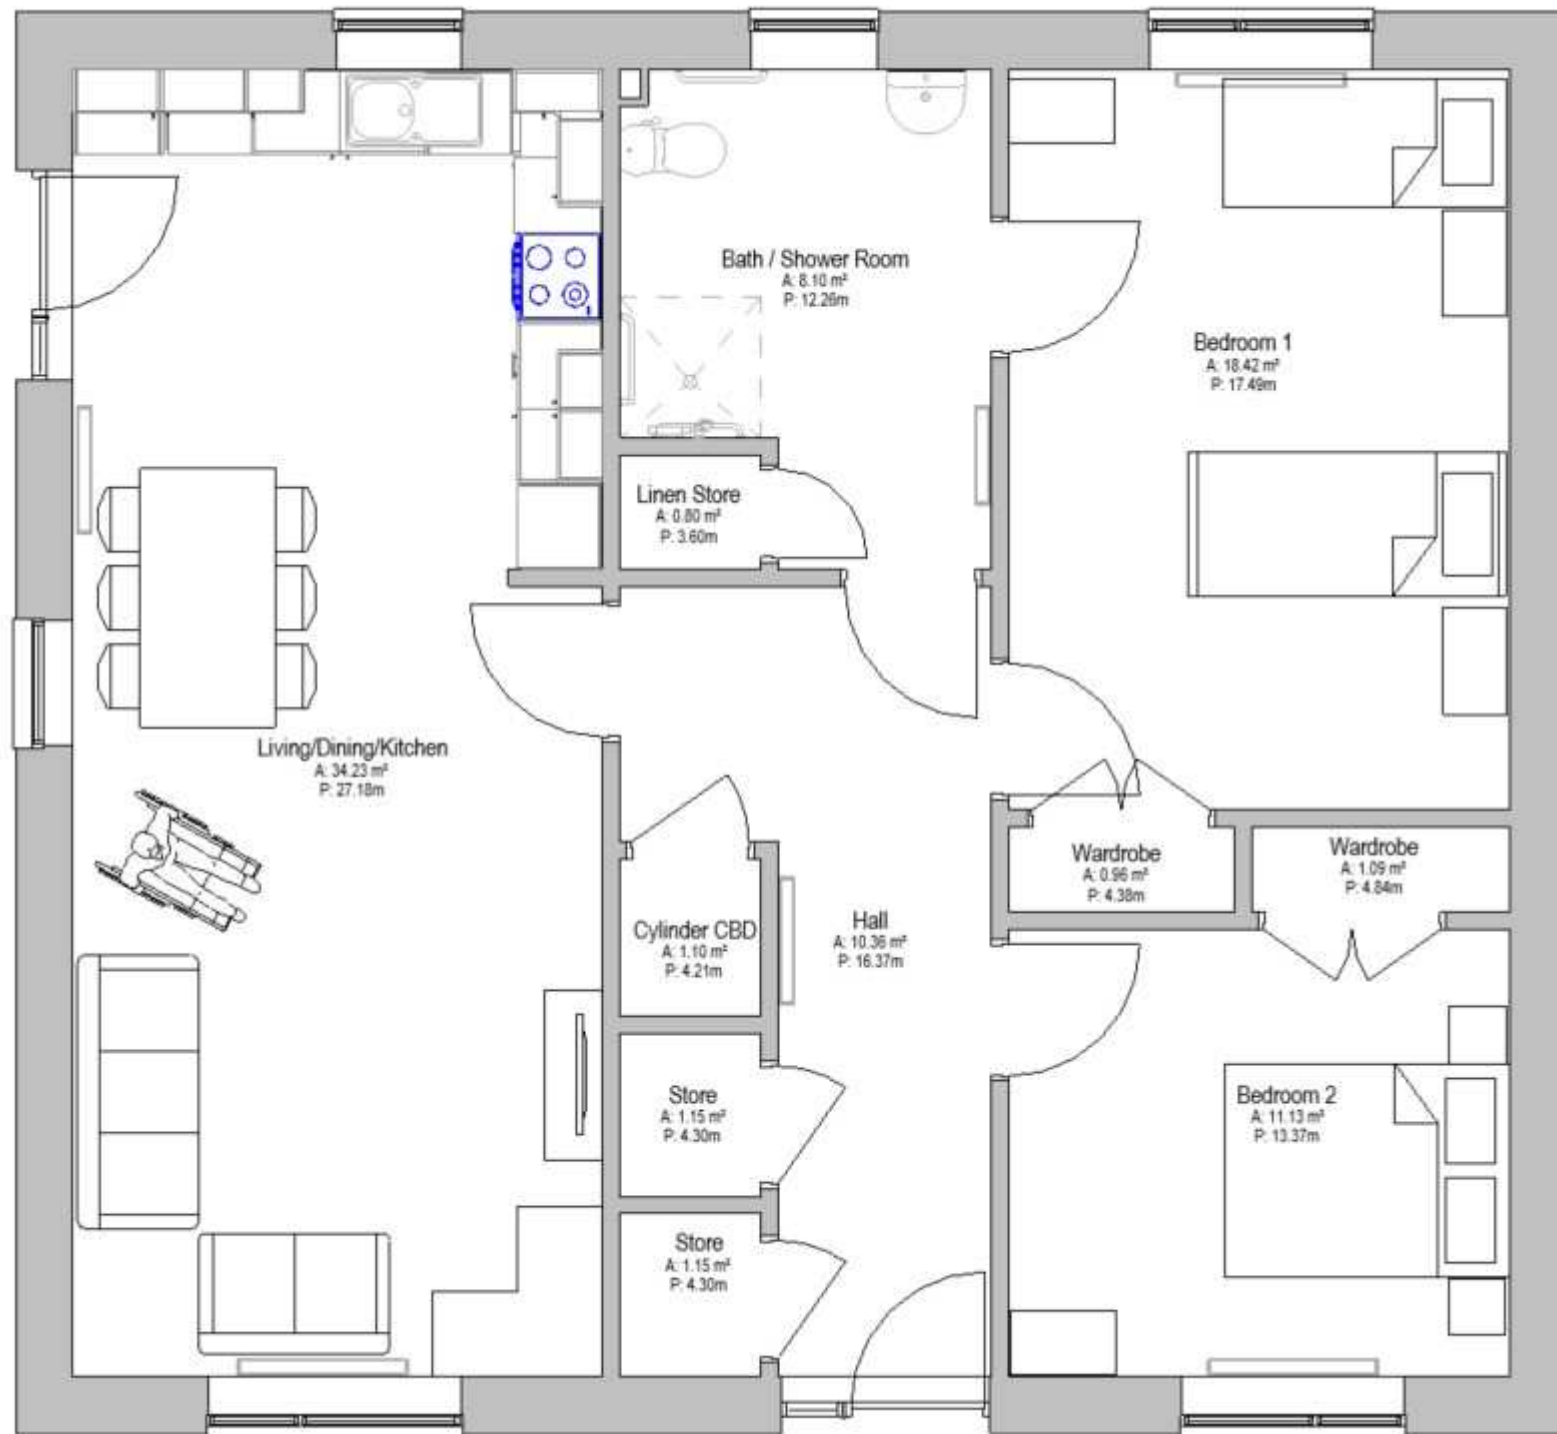 Bath / Shower Room
A: 8.10 m²
P: 12.26m
Bedroom 1
A: 18.42 m²
P: 17.49m
Linen Store
A: 0.80 m²
P: 3.60m
Living/Dining/Kitchen
A: 34.23 m²
P: 27.18m
Wardrobe
A: 0.96 m²
P: 4.38m
Wardrobe
A: 1.09 m²
P: 4.84m
Cylinder CBD
A: 1.10 m²
P: 4.21m
Hall
A: 10.36 m²
P: 16.37m
Store
A: 1.15 m²
P: 4.30m
Bedroom 2
A: 11.13 m²
P: 13.37m
Store
A: 1.15 m²
P: 4.30m